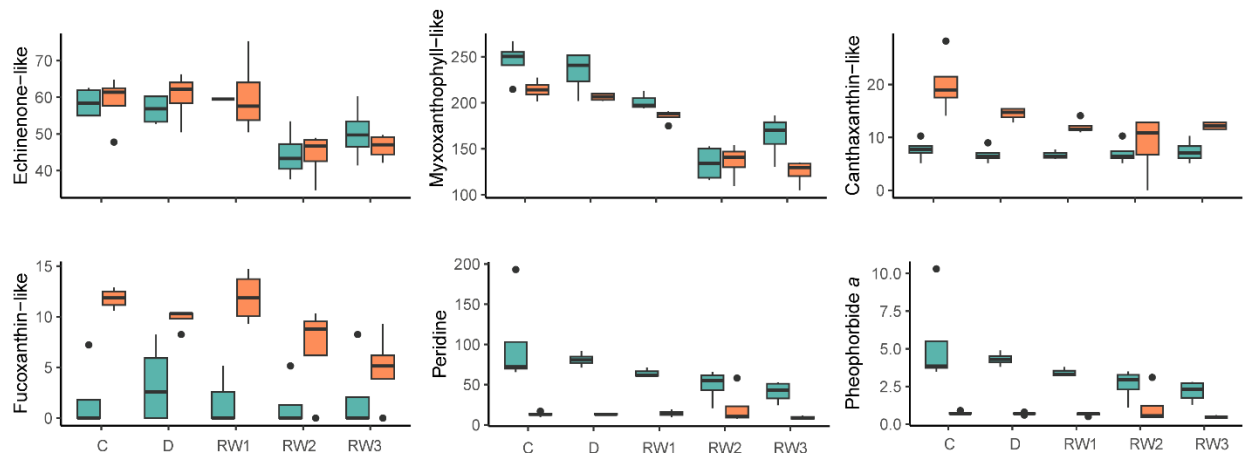 Echinenone−like
70
60
50
40
Myxoxanthophyll−like
250
200
150
100
Canthaxanthin−like
20
10
0
Fucoxanthin−like
15
10
5
0
C D RW1 RW2 RW3
Peridine
200
150
100
50
0
C D RW1 RW2 RW3
Pheophorbide a
10.0
7.5
5.0
2.5
0.0
C D RW1 RW2 RW3